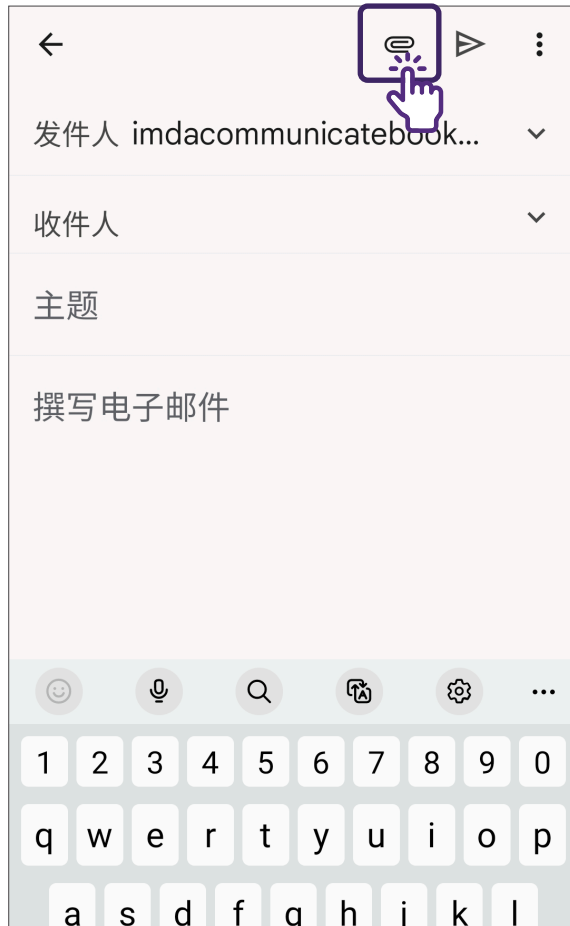 发件人 imdacommunicatebook...
收件人
主题
撰写电子邮件
1 2 3 4 5 6 7 8 9 0
q w e r t y u i o p
a s d f g h j k l